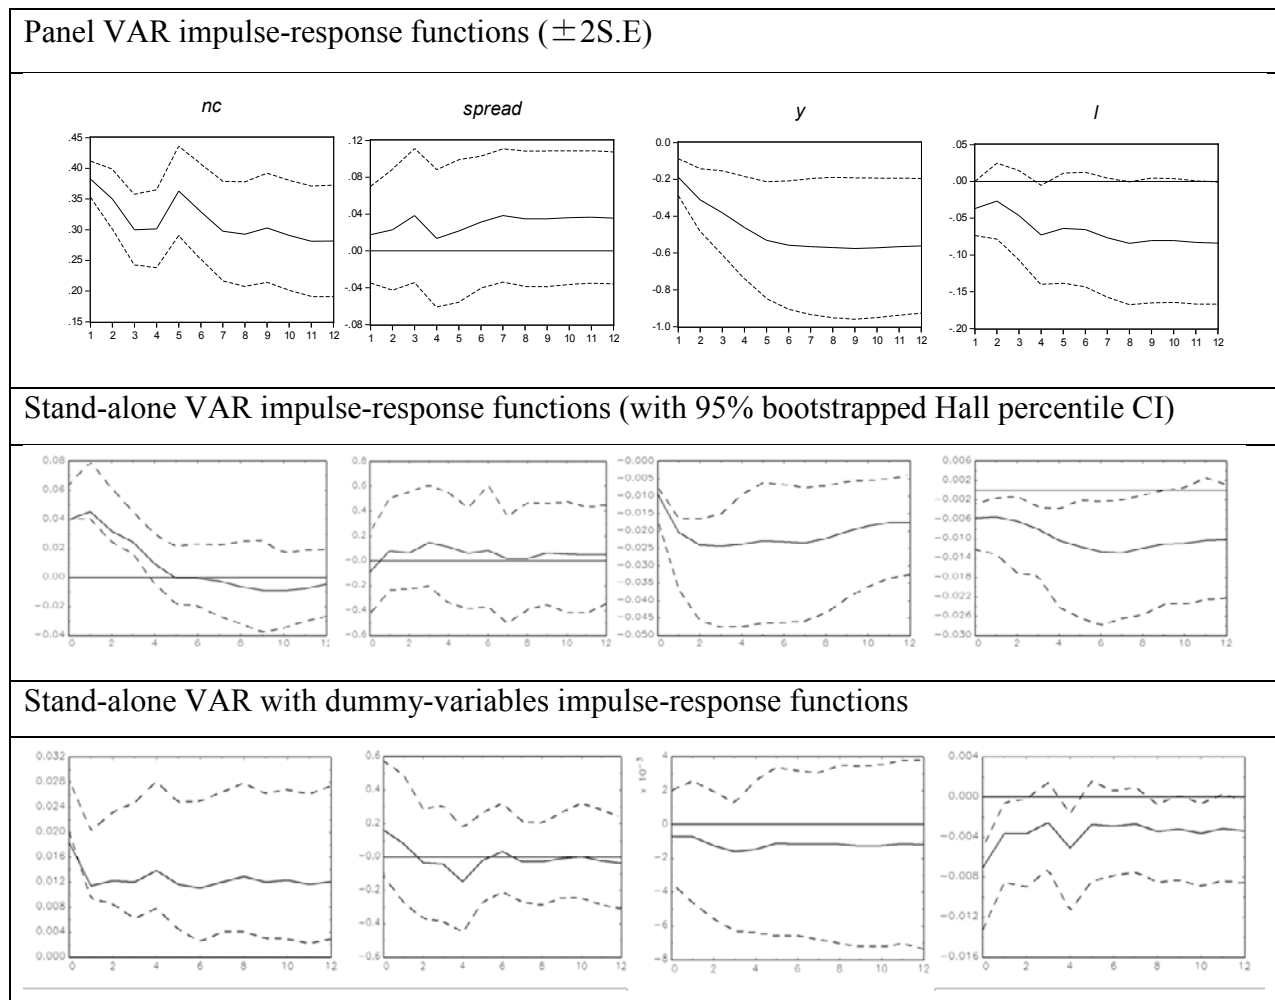 Panel VAR impulse-response functions (±2S.E)
nc spread y l
.45 .40 .35 .30 .25 .20 .15
1 2 3 4 5 6 7 8 9 10 11 12
.12 .08 .04 .00 -.04 -.08
1 2 3 4 5 6 7 8 9 10 11 12
0.0 -0.2 -0.4 -0.6 -0.8 -1.0
1 2 3 4 5 6 7 8 9 10 11 12
.05 .00 -.05 -.10 -.15 -.20
1 2 3 4 5 6 7 8 9 10 11 12
Stand-alone VAR impulse-response functions (with 95% bootstrapped Hall percentile CI)
0.08 0.06 0.04 0.02 0.00 -0.02 -0.04
0 2 4 6 8 10 12
0.8 0.6 0.4 0.2 -0.0 -0.2 -0.4 -0.6
0 2 4 6 8 10 12
-0.000 -0.005 -0.010 -0.015 -0.020 -0.025 -0.030 -0.035 -0.040 -0.045 -0.050
0 2 4 6 8 10 12
0.006 0.002 -0.002 -0.006 -0.010 -0.014 -0.018 -0.022 -0.026 -0.030
0 2 4 6 8 10 12
Stand-alone VAR with dummy-variables impulse-response functions
0.032 0.028 0.024 0.020 0.016 0.012 0.008 0.004 0.000
0 2 4 6 8 10 12
0.6 0.4 0.2 -0.0 -0.2 -0.4 -0.6
0 2 4 6 8 10 12
× 10⁻³
4 2 0 -2 -4 -6 -8
0 2 4 6 8 10 12
0.004 0.000 -0.004 -0.008 -0.012 -0.016
0 2 4 6 8 10 12